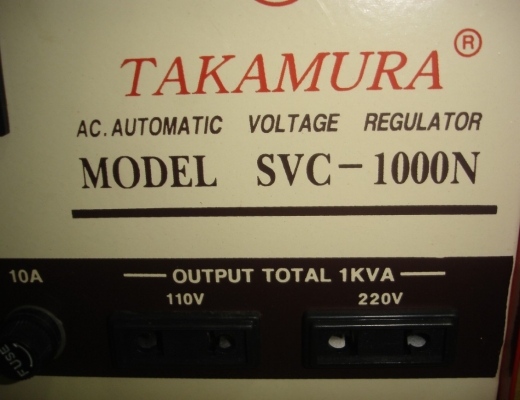 TAKAMURA ®
AC. AUTOMATIC VOLTAGE REGULATOR
MODEL SVC-1000N
10A
OUTPUT TOTAL 1KVA
110V
220V
FUSE